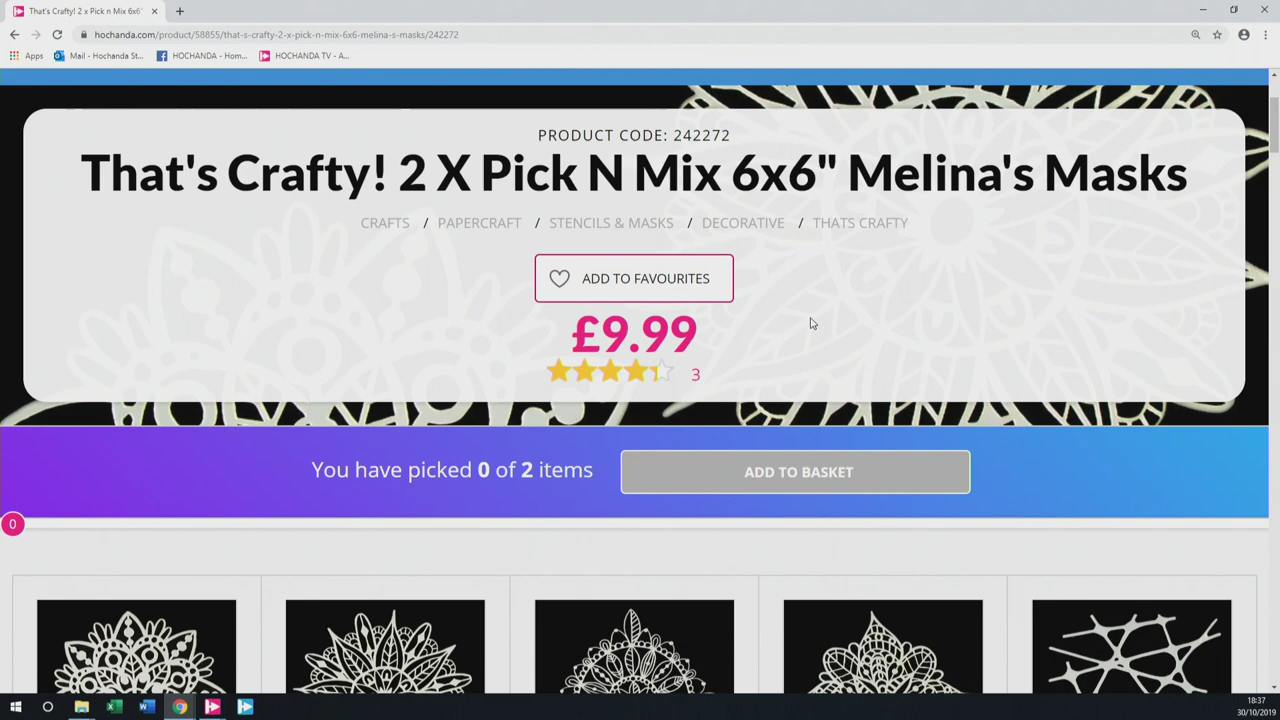 That's Crafty! 2 x Pick n Mix 6x6"
hochanda.com/product/58855/that-s-crafty-2-x-pick-n-mix-6x6-melina-s-masks/242272
Apps
Mail - Hochanda St...
HOCHANDA - Hom...
HOCHANDA TV - A...
PRODUCT CODE: 242272
That's Crafty! 2 X Pick N Mix 6x6" Melina's Masks
CRAFTS / PAPERCRAFT / STENCILS & MASKS / DECORATIVE / THATS CRAFTY
ADD TO FAVOURITES
£9.99
3
You have picked 0 of 2 items
ADD TO BASKET
0
18:37
30/10/2019